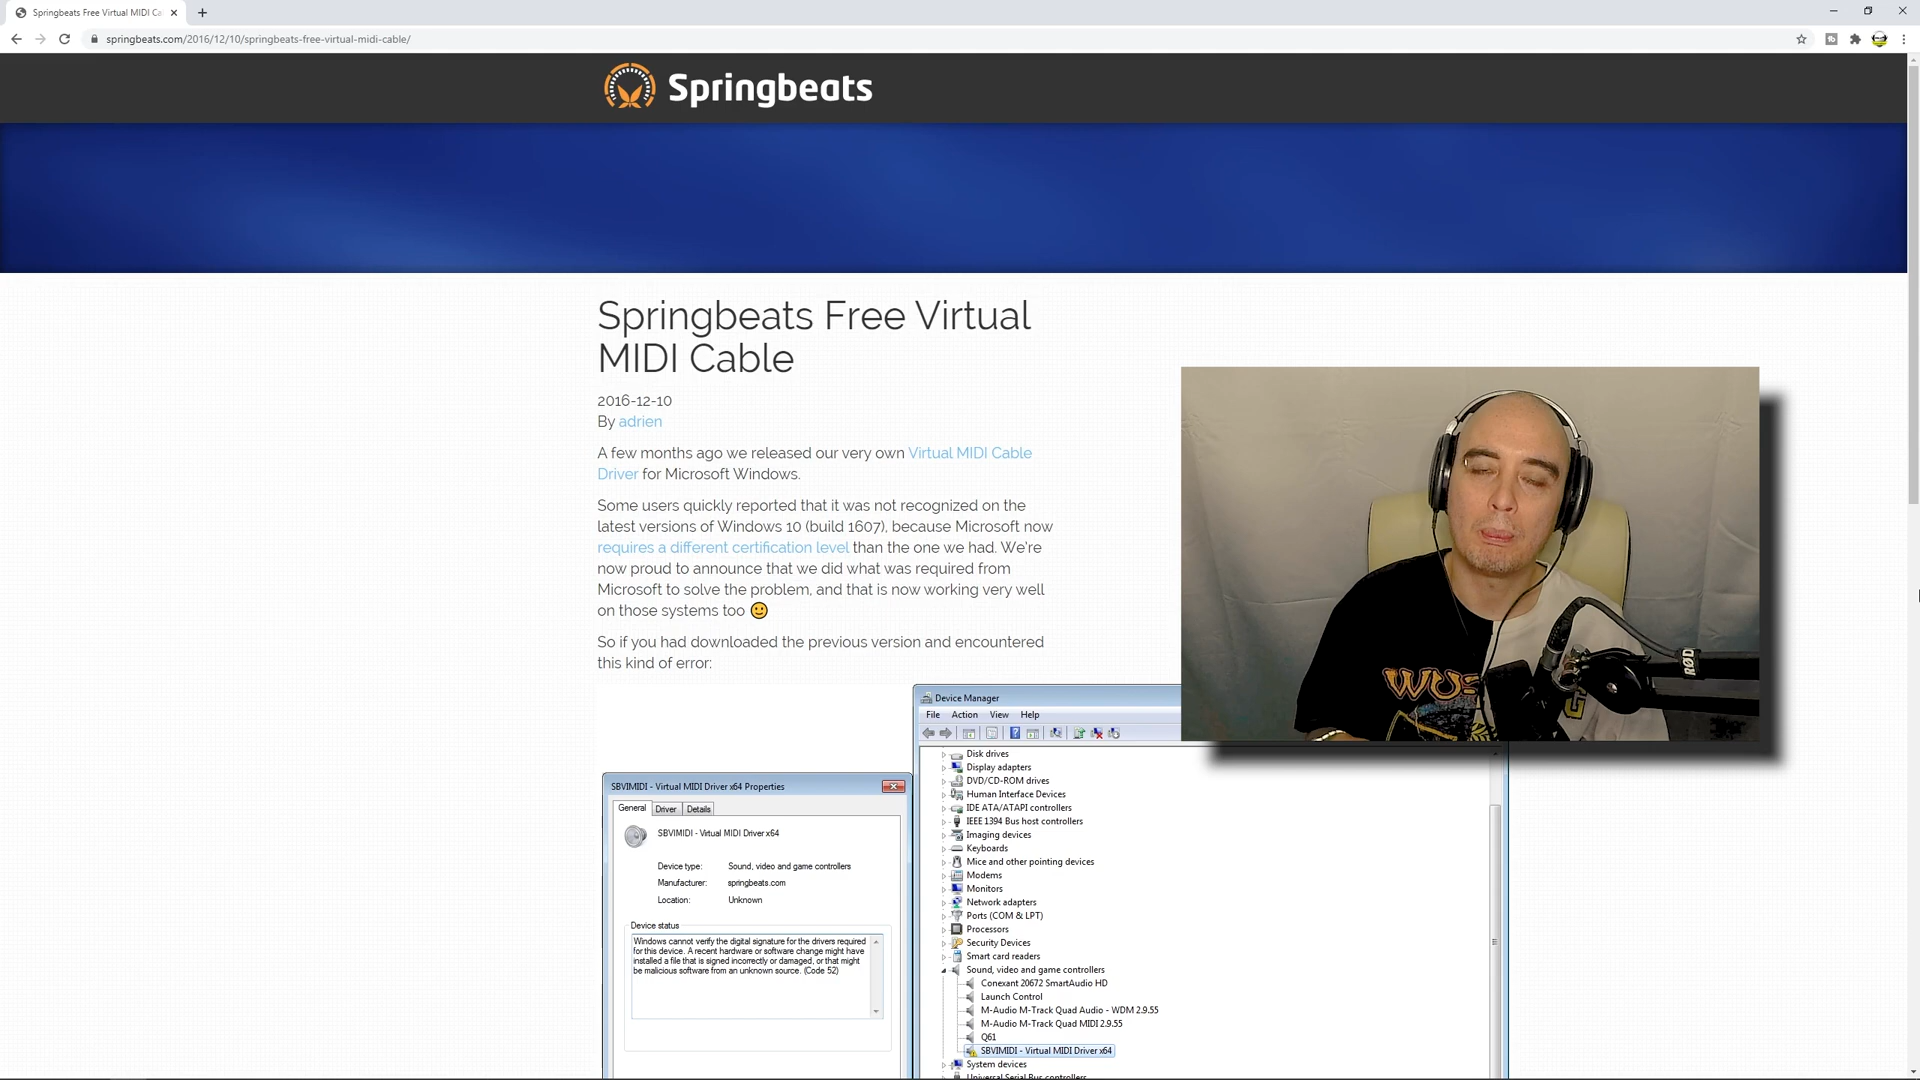 Springbeats Free Virtual MIDI Ca
springbeats.com/2016/12/10/springbeats-free-virtual-midi-cable/
Springbeats
Springbeats Free Virtual
MIDI Cable
2016-12-10
By adrien
A few months ago we released our very own Virtual MIDI Cable
Driver for Microsoft Windows.
Some users quickly reported that it was not recognized on the
latest versions of Windows 10 (build 1607), because Microsoft now
requires a different certification level than the one we had. We're
now proud to announce that we did what was required from
Microsoft to solve the problem, and that is now working very well
on those systems too
So if you had downloaded the previous version and encountered
this kind of error:
SBVIMIDI - Virtual MIDI Driver x64 Properties
General Driver Details
SBVIMIDI - Virtual MIDI Driver x64
Device type: Sound, video and game controllers
Manufacturer: springbeats.com
Location: Unknown
Device status
Windows cannot verify the digital signature for the drivers required
for this device. A recent hardware or software change might have
installed a file that is signed incorrectly or damaged, or that might
be malicious software from an unknown source. (Code 52)
Device Manager
File Action View Help
Disk drives
Display adapters
DVD/CD-ROM drives
Human Interface Devices
IDE ATA/ATAPI controllers
IEEE 1394 Bus host controllers
Imaging devices
Keyboards
Mice and other pointing devices
Modems
Monitors
Network adapters
Ports (COM & LPT)
Processors
Security Devices
Smart card readers
Sound, video and game controllers
Conexant 20672 SmartAudio HD
Launch Control
M-Audio M-Track Quad Audio - WDM 2.9.55
M-Audio M-Track Quad MIDI 2.9.55
Q61
SBVIMIDI - Virtual MIDI Driver x64
System devices
Universal Serial Bus controllers
RØD